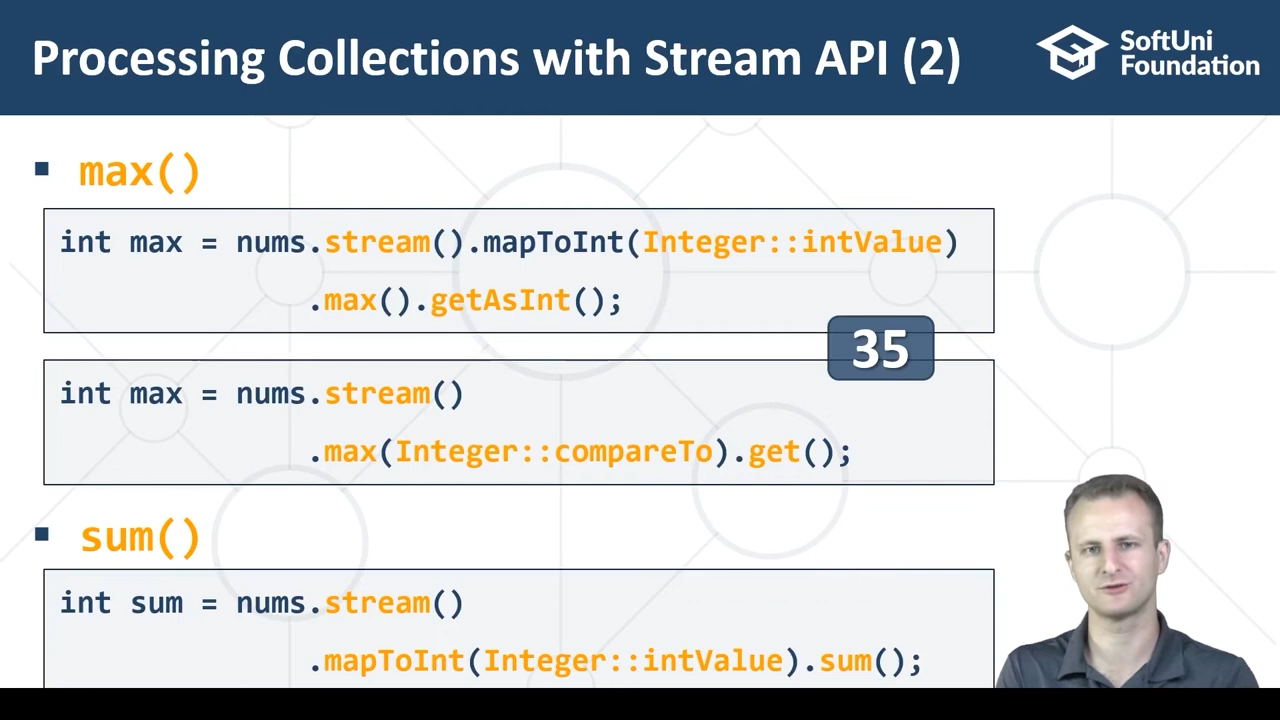 Processing Collections with Stream API (2)
SoftUni
Foundation
▪ max()
int max = nums.stream().mapToInt(Integer::intValue)
.max().getAsInt();
35
int max = nums.stream()
.max(Integer::compareTo).get();
▪ sum()
int sum = nums.stream()
.mapToInt(Integer::intValue).sum();